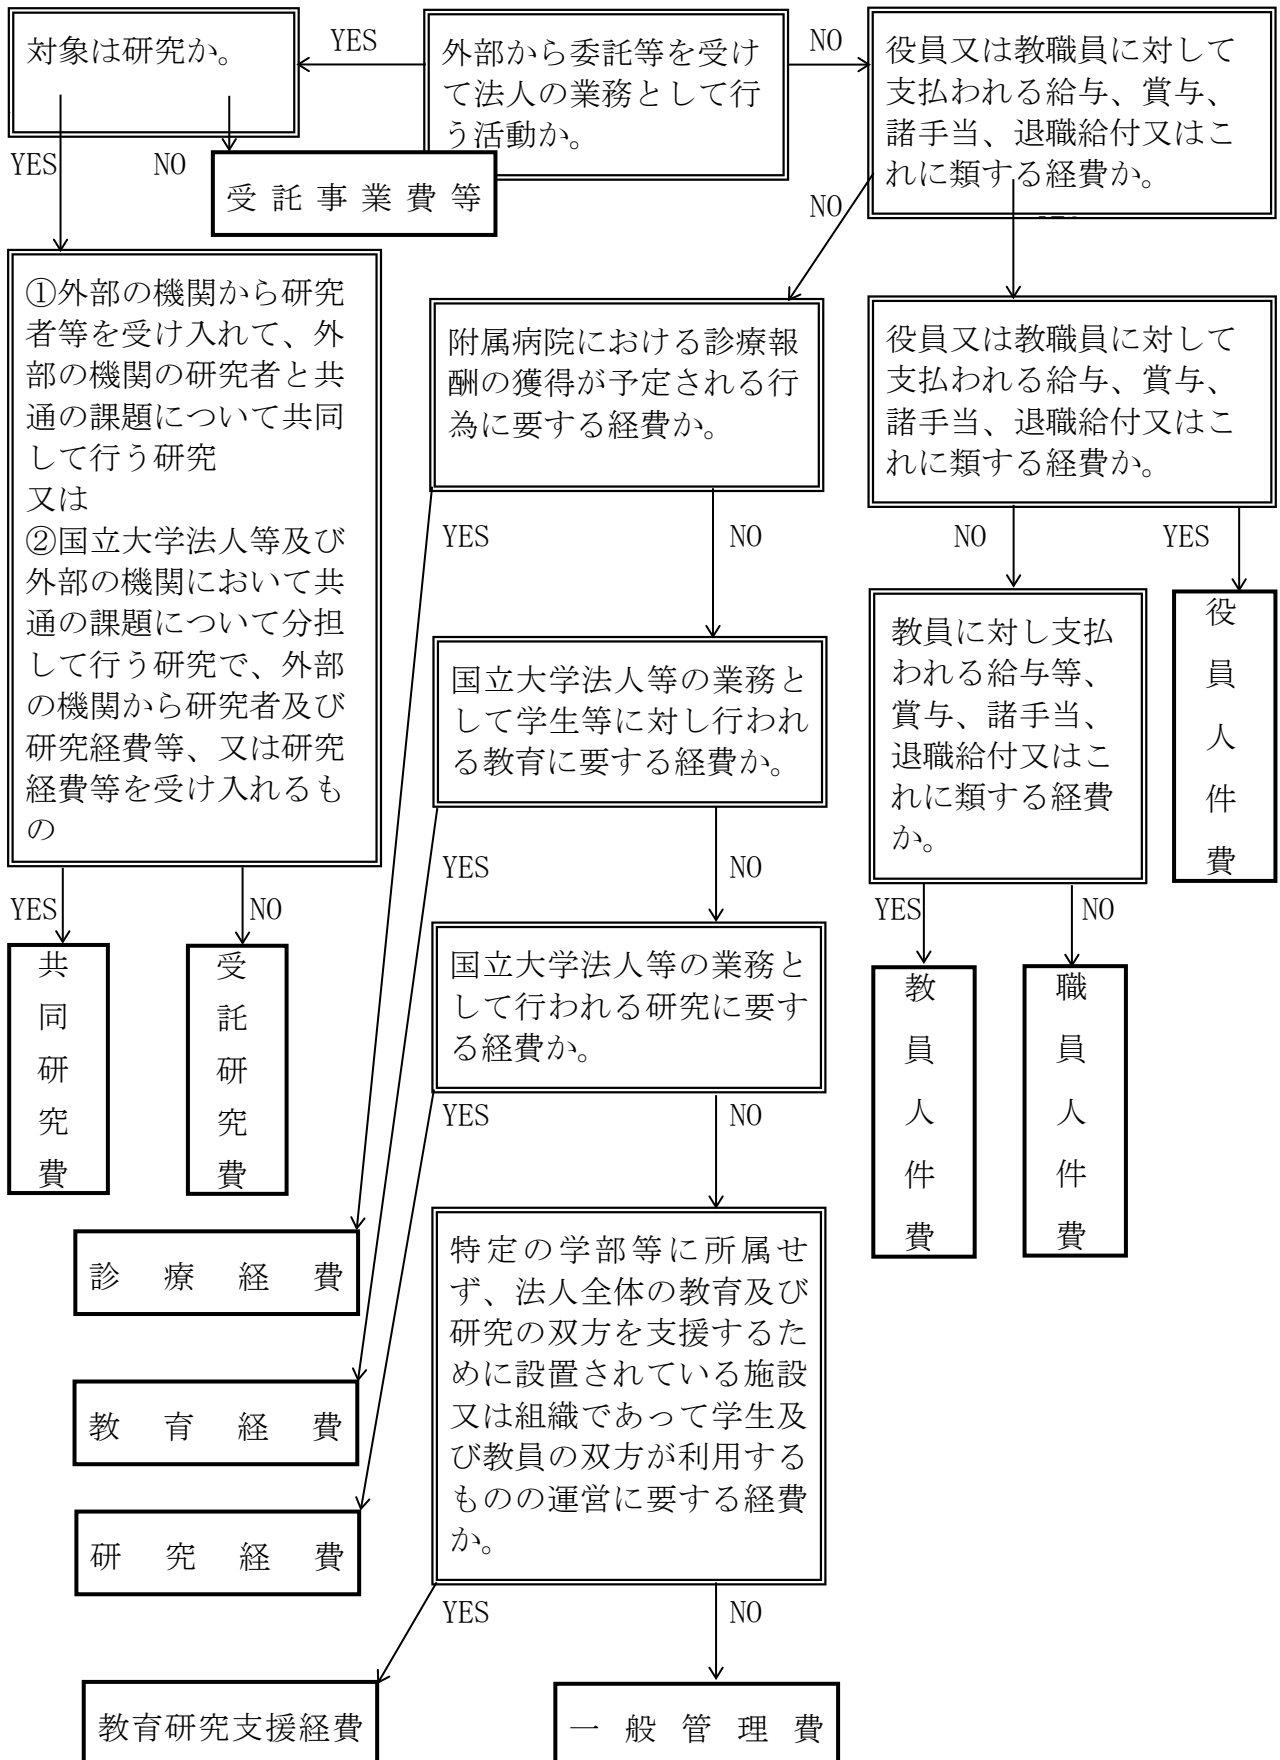 対象は研究か。
YES
外部から委託等を受け
て法人の業務として行
う活動か。
NO
役員又は教職員に対して
支払われる給与、賞与、
諸手当、退職給付又はこ
れに類する経費か。
YES
NO
受託事業費等
NO
①外部の機関から研究
者等を受け入れて、外
部の機関の研究者と共
通の課題について共同
して行う研究
又は
②国立大学法人等及び
外部の機関において共
通の課題について分担
して行う研究で、外部
の機関から研究者及び
研究経費等、又は研究
経費等を受け入れるも
の
附属病院における診療報
酬の獲得が予定される行
為に要する経費か。
役員又は教職員に対して
支払われる給与、賞与、
諸手当、退職給付又はこ
れに類する経費か。
YES
NO
NO
YES
国立大学法人等の業務と
して学生等に対し行われ
る教育に要する経費か。
教員に対し支払
われる給与等、
賞与、諸手当、
退職給付又はこ
れに類する経費
か。
役員人件費
YES
NO
YES
NO
YES
NO
共同研究費
受託研究費
国立大学法人等の業務と
して行われる研究に要す
る経費か。
教員人件費
職員人件費
YES
NO
特定の学部等に所属せ
ず、法人全体の教育及び
研究の双方を支援するた
めに設置されている施設
又は組織であって学生及
び教員の双方が利用する
ものの運営に要する経費
か。
診療経費
教育経費
研究経費
YES
NO
教育研究支援経費
一般管理費